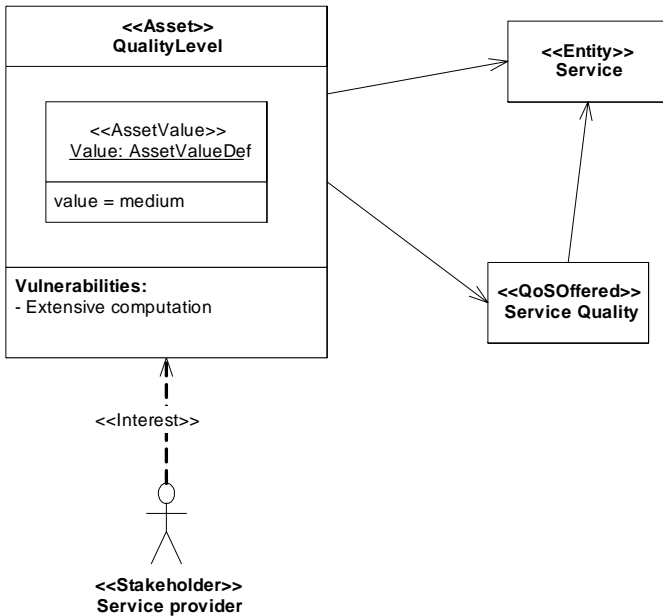 <<Asset>>
QualityLevel
<<AssetValue>>
Value: AssetValueDef
value = medium
Vulnerabilities:
- Extensive computation
<<Entity>>
Service
<<QoSOffered>>
Service Quality
<<Interest>>
<<Stakeholder>>
Service provider